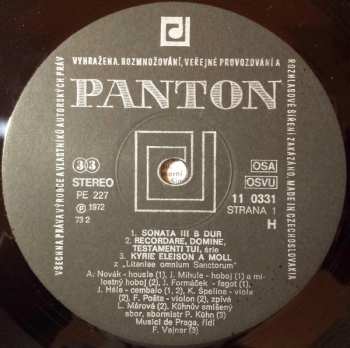 VŠECHNA PRÁVA VÝROBCE A VLASTNÍKŮ AUTORSKÝCH PRÁV VYHRAŽENA. ROZMNOŽOVÁNÍ, VEŘEJNÉ PROVOZOVÁNÍ A ROZHLASOVÉ ŠÍŘENÍ ZAKÁZÁNO. MADE IN CZECHOSLOVAKIA
PANTON
33
STEREO
PE 227
℗ 1972
73 2
OSA
OSVU
11 0331
STRANA 1
H
1. SONATA III B DUR
2. RECORDARE, DOMINE,
TESTAMENTI TUI, árie
3. KYRIE ELEISON A MOLL
z „Litaniae omnium Sanctorum"
A. Novák - housle (1), J. Mihule - hoboj (1) a mi-
lostný hoboj (2), J. Formáček - fagot (1),
J. Hála - cembalo (1, 2), K. Špelina - viola
(2), F. Pošta - violon (2), zpívá
L. Márová (2), Kühnův smíšený
sbor, sbormistr P. Kühn (3)
Musici de Praga, řídí
F. Vajnar (3)